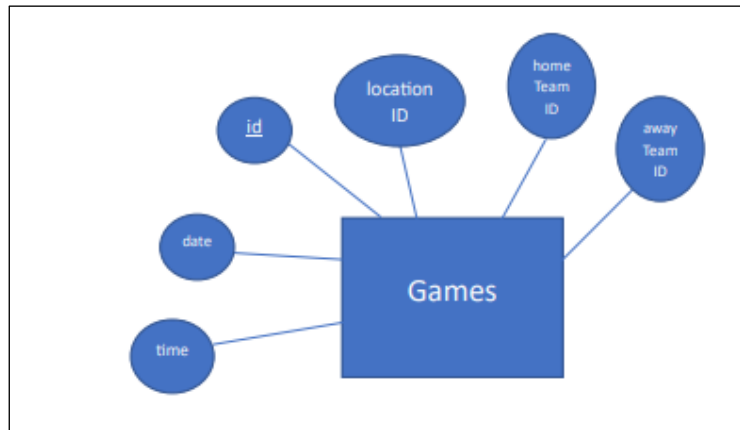 home
Team
ID
location
ID
away
Team
ID
id
date
Games
time